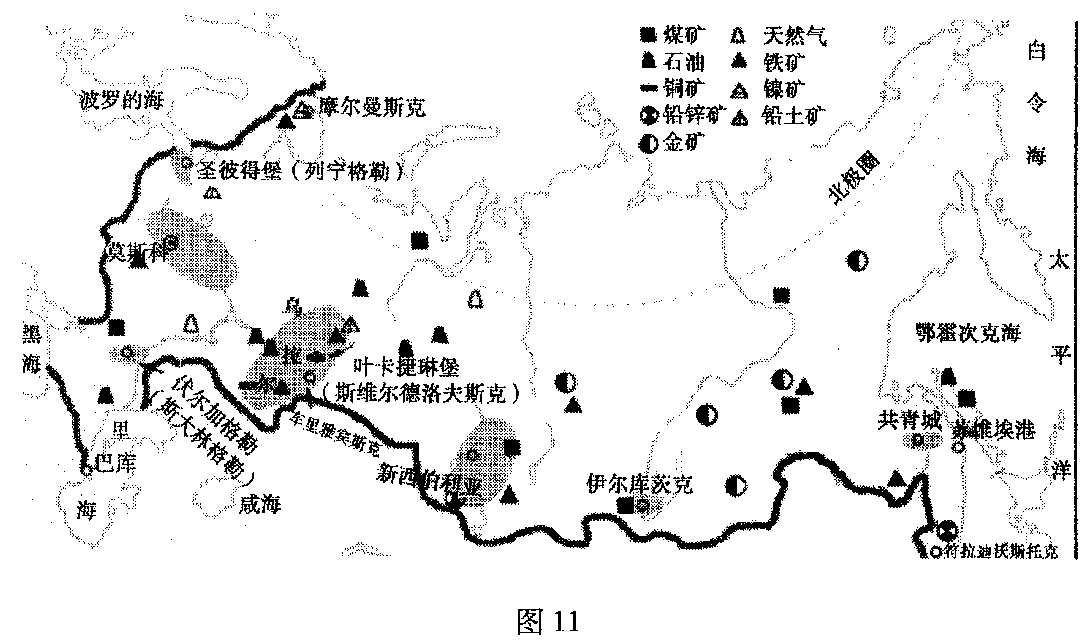 煤矿 天然气
石油 铁矿
铜矿 镍矿
铅锌矿 铅土矿
金矿
白令海
波罗的海
摩尔曼斯克
圣彼得堡（列宁格勒）
北极圈
莫斯科
太平洋
乌拉尔
黑海
鄂霍次克海
叶卡捷琳堡
（斯维尔德洛夫斯克）
伏尔加格勒
（斯大林格勒）
车里雅宾斯克
共青城
苏维埃港
里海
巴库
新西伯利亚
伊尔库茨克
咸海
符拉迪沃斯托克
图 11